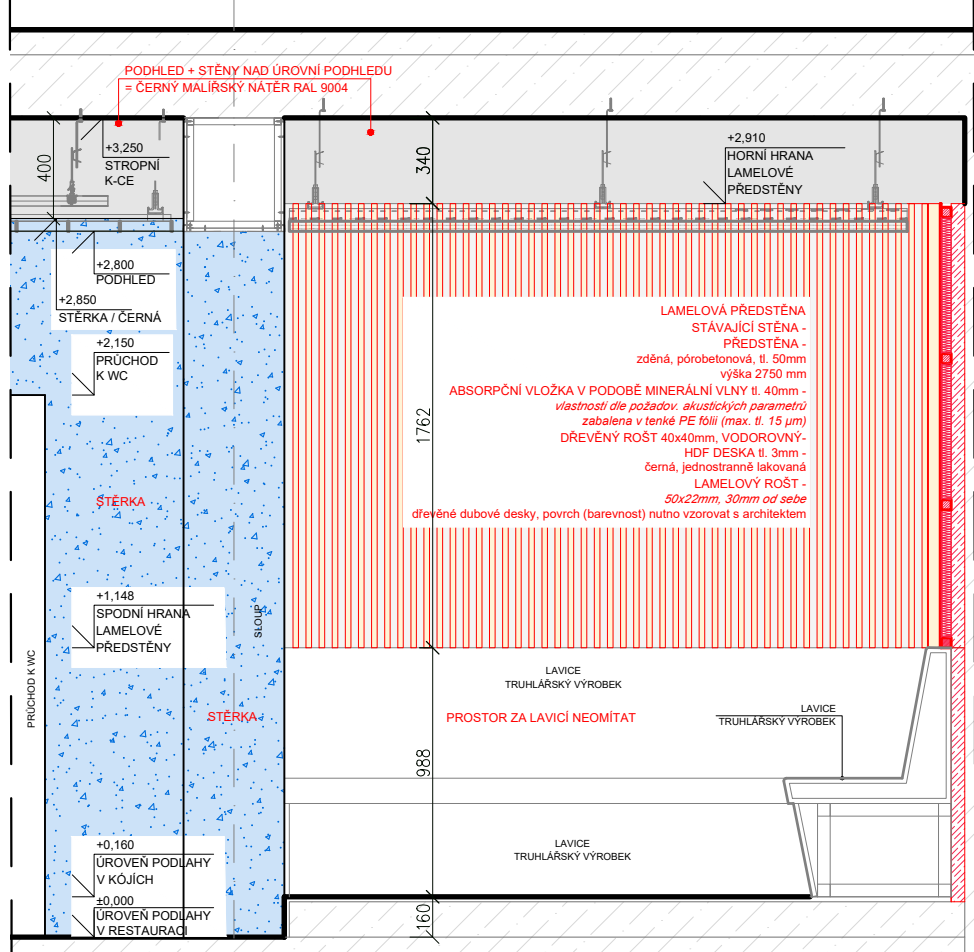 PODHLED + STĚNY NAD ÚROVNÍ PODHLEDU
= ČERNÝ MALÍŘSKÝ NÁTĚR RAL 9004
400
+3,250
STROPNÍ
K-CE
340
+2,910
HORNÍ HRANA
LAMELOVÉ
PŘEDSTĚNY
+2,800
PODHLED
+2,850
STĚRKA / ČERNÁ
+2,150
PRŮCHOD
K WC
LAMELOVÁ PŘEDSTĚNA
STÁVAJÍCÍ STĚNA -
PŘEDSTĚNA -
zděná, pórobetonová, tl. 50mm
výška 2750 mm
ABSORPČNÍ VLOŽKA V PODOBĚ MINERÁLNÍ VLNY tl. 40mm -
vlastnosti dle požadov. akustických parametrů
zabalena v tenké PE fólii (max. tl. 15 µm)
DŘEVĚNÝ ROŠT 40x40mm, VODOROVNÝ-
HDF DESKA tl. 3mm -
černá, jednostranně lakovaná
LAMELOVÝ ROŠT -
50x22mm, 30mm od sebe
dřevěné dubové desky, povrch (barevnost) nutno vzorovat s architektem
1762
STĚRKA
+1,148
SPODNÍ HRANA
LAMELOVÉ
PŘEDSTĚNY
SLOUP
PRŮCHOD K WC
STĚRKA
LAVICE
TRUHLÁŘSKÝ VÝROBEK
PROSTOR ZA LAVICÍ NEOMÍTAT
LAVICE
TRUHLÁŘSKÝ VÝROBEK
988
LAVICE
TRUHLÁŘSKÝ VÝROBEK
+0,160
ÚROVEŇ PODLAHY
V KÓJÍCH
±0,000
ÚROVEŇ PODLAHY
V RESTAURACI
160